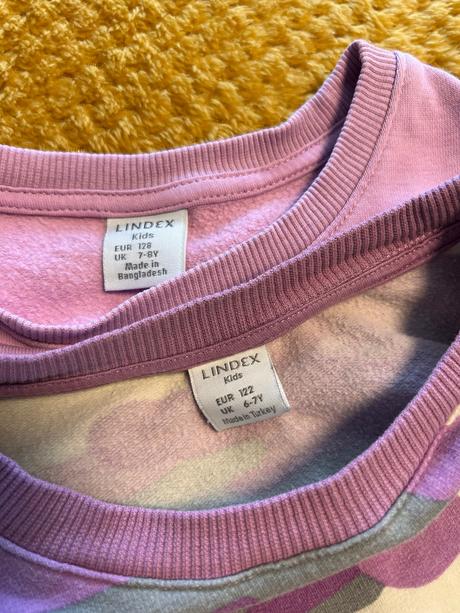 LINDEX
Kids
EUR 128
UK 7-8Y
Made in
Bangladesh
LINDEX
Kids
EUR 122
UK 6-7Y
Made in Turkey